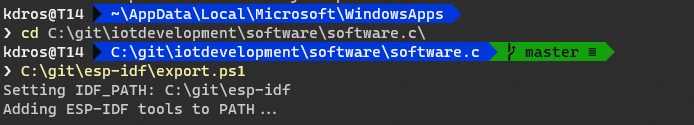 kdros@T14 ~\AppData\Local\Microsoft\WindowsApps
❯ cd C:\git\iotdevelopment\software\software.c\
kdros@T14 C:\git\iotdevelopment\software\software.c master ≡
❯ C:\git\esp-idf\export.ps1
Setting IDF_PATH: C:\git\esp-idf
Adding ESP-IDF tools to PATH...